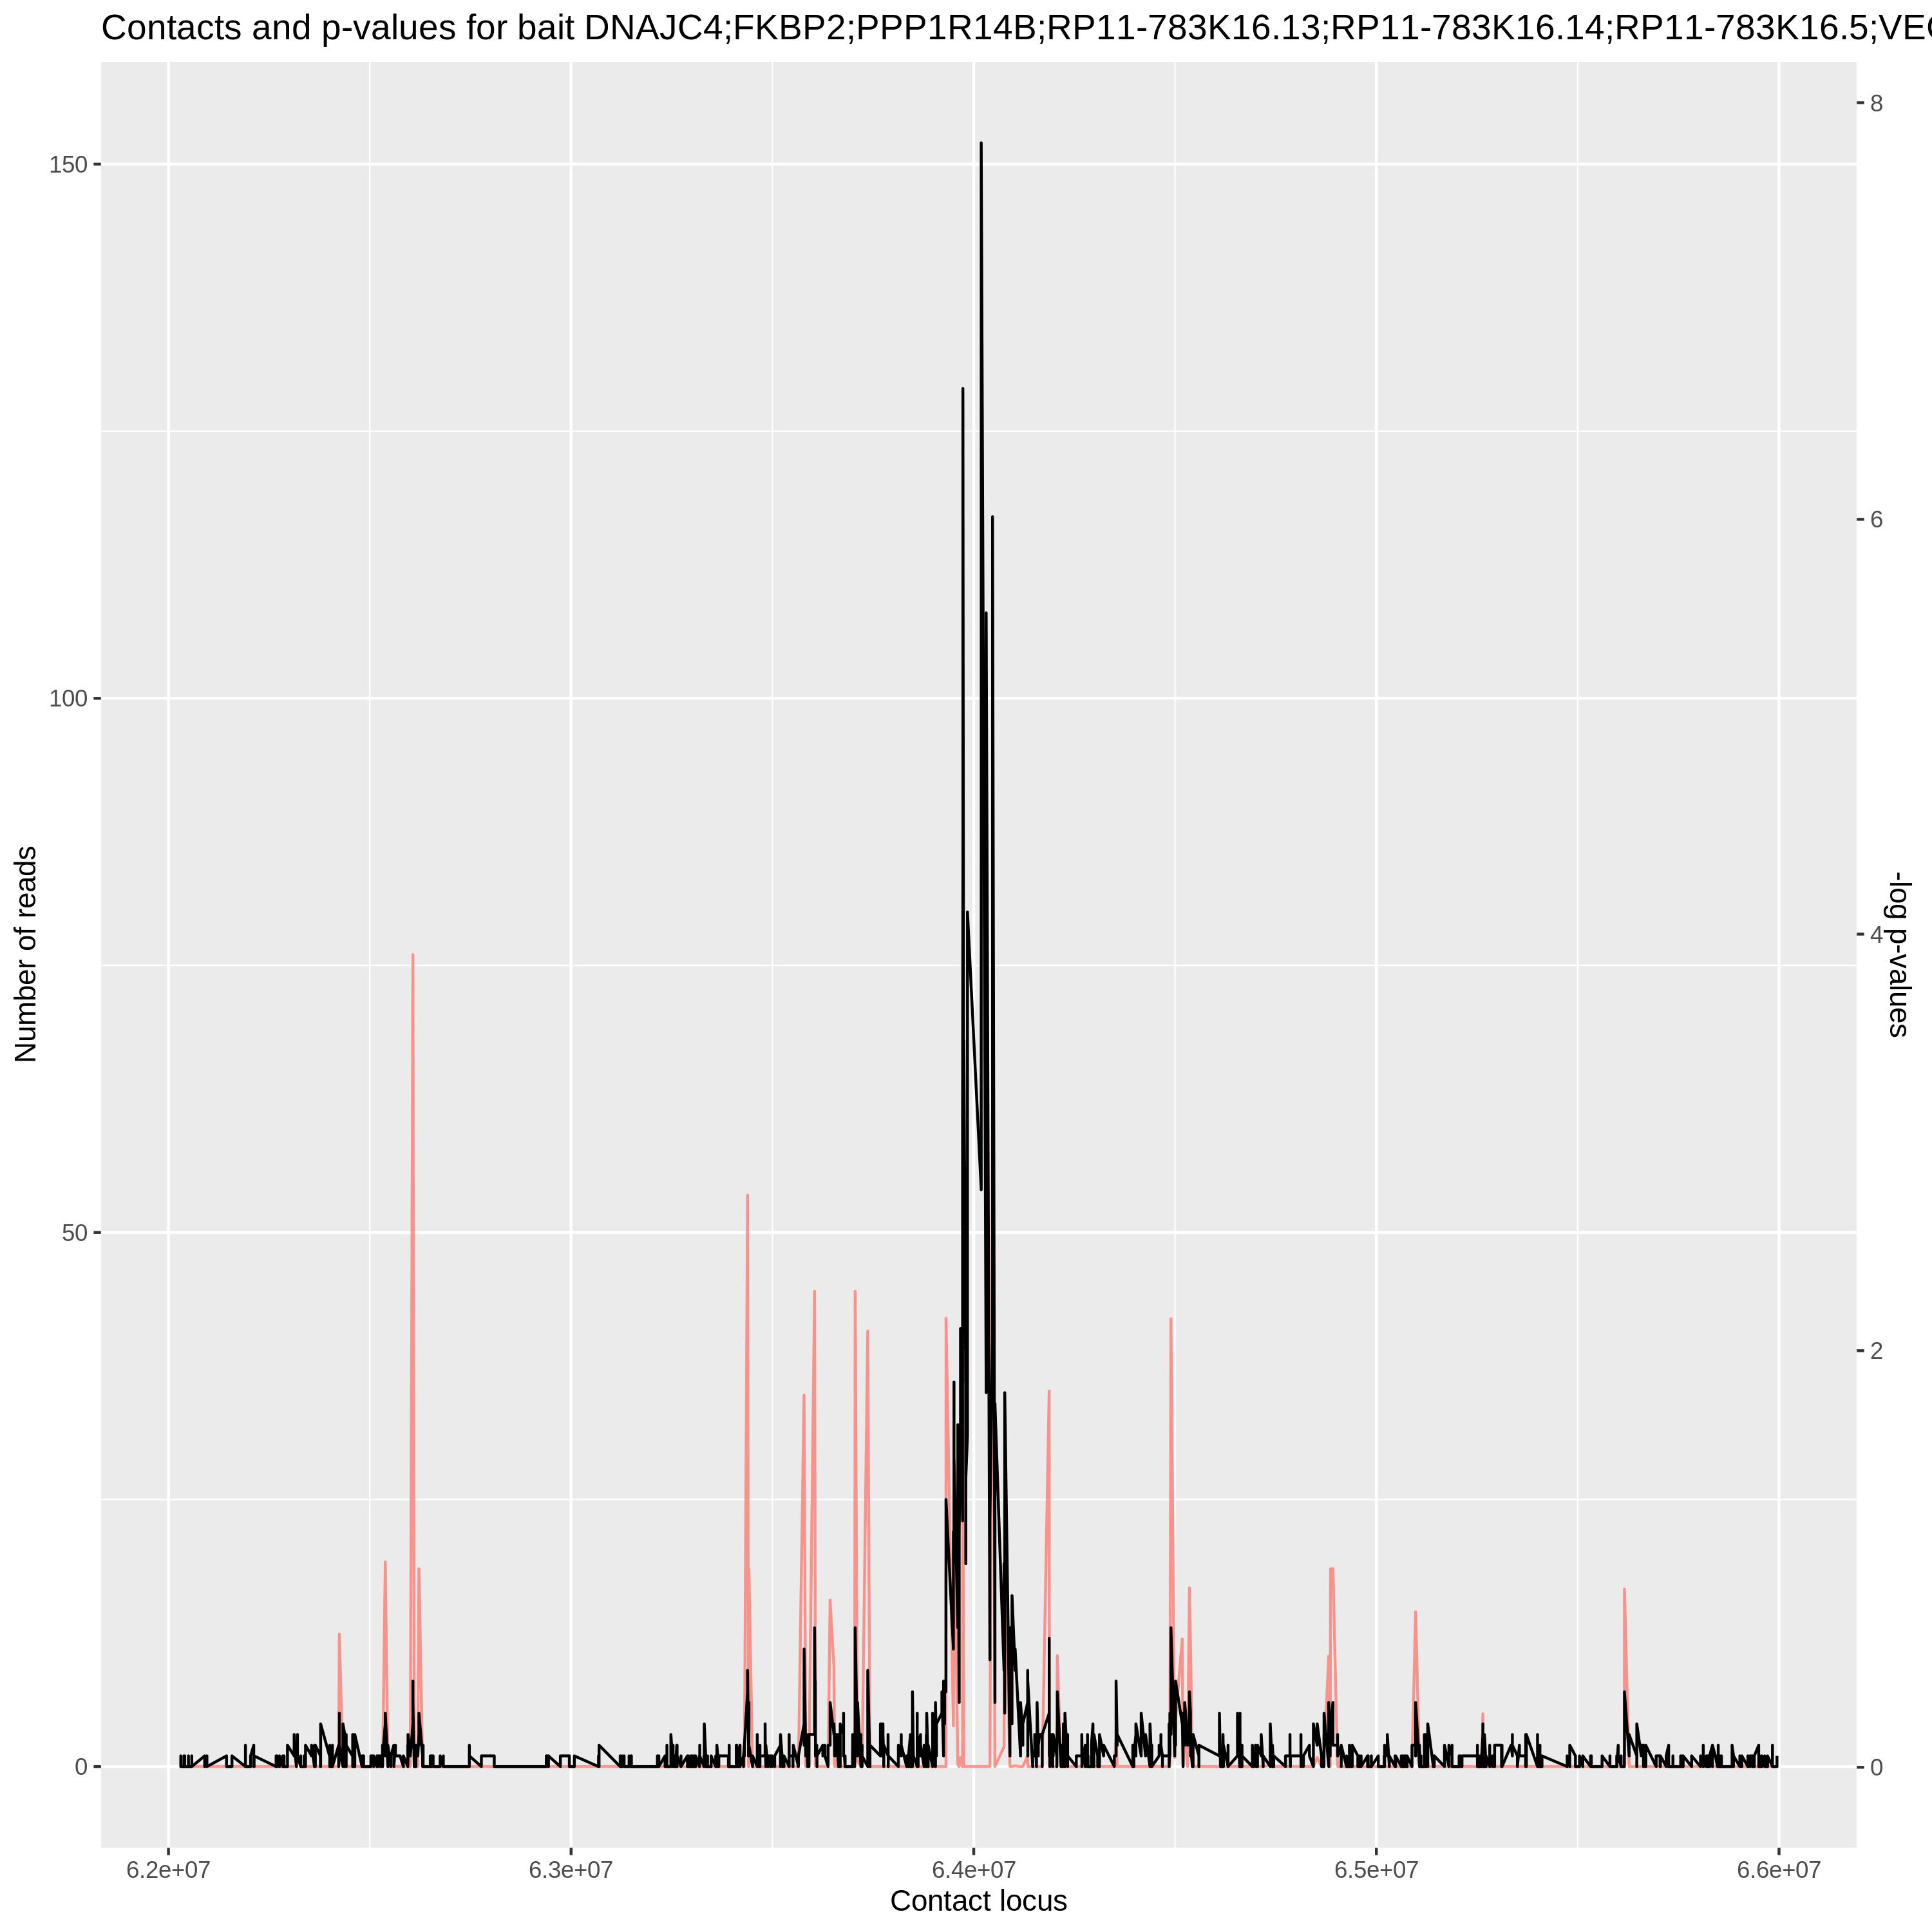 Contacts and p-values for bait DNAJC4;FKBP2;PPP1R14B;RP11-783K16.13;RP11-783K16.14;RP11-783K16.5;VEG
150
100
50
0
8
6
4
2
0
Number of reads
-log p-values
6.2e+07 6.3e+07 6.4e+07 6.5e+07 6.6e+07
Contact locus